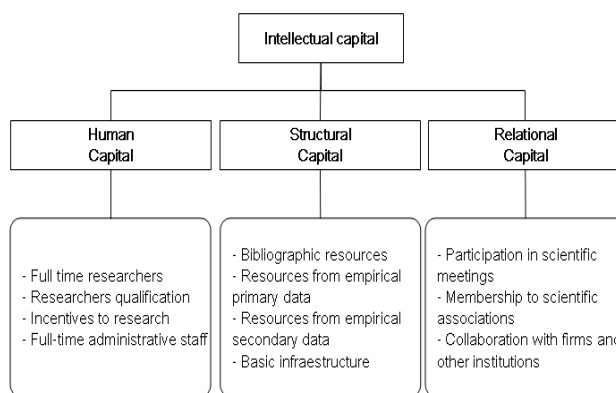 Intellectual capital
Human
Capital
Structural
Capital
Relational
Capital
- Full time researchers
- Researchers qualification
- Incentives to research
- Full-time administrative staff
- Bibliographic resources
- Resources from empirical
primary data
- Resources from empirical
secondary data
- Basic infraestructure
- Participation in scientific
meetings
- Membership to scientific
associations
- Collaboration with firms and
other institutions